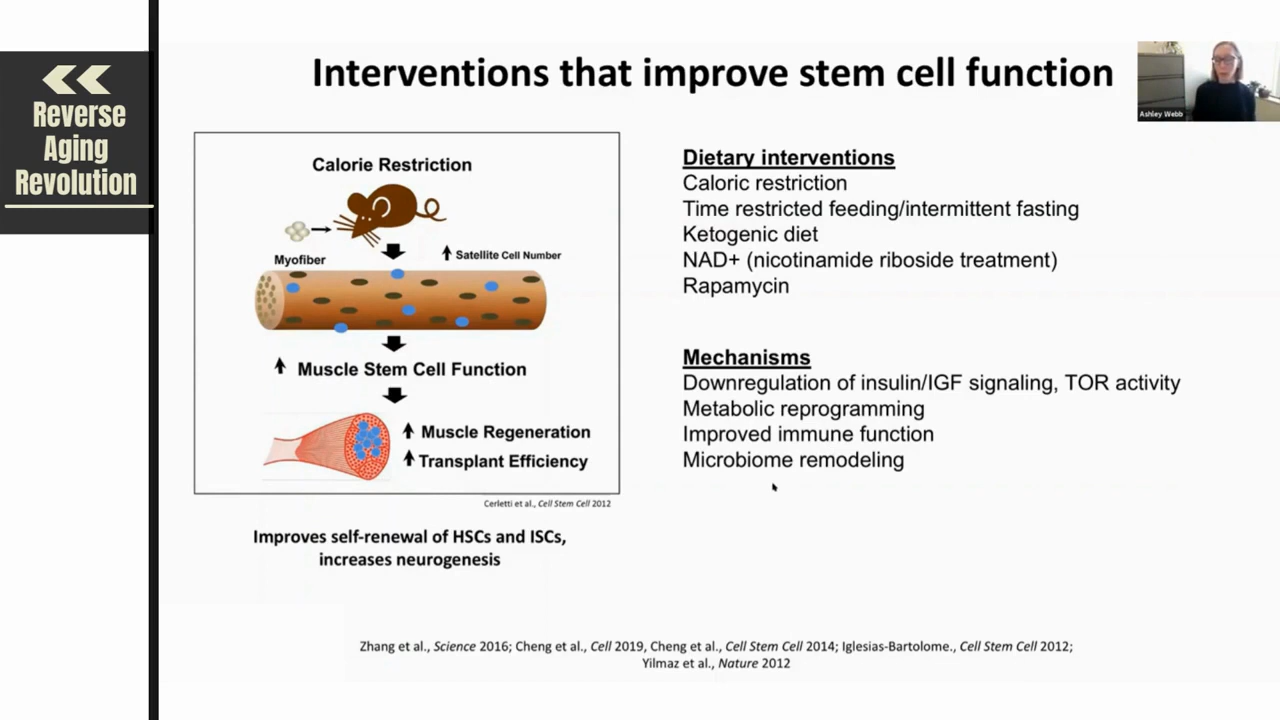 Reverse
Aging
Revolution
Interventions that improve stem cell function
Ashley Webb
Calorie Restriction
Myofiber
Satellite Cell Number
Muscle Stem Cell Function
Muscle Regeneration
Transplant Efficiency
Cerletti et al., Cell Stem Cell 2012
Improves self-renewal of HSCs and ISCs,
increases neurogenesis
Dietary interventions
Caloric restriction
Time restricted feeding/intermittent fasting
Ketogenic diet
NAD+ (nicotinamide riboside treatment)
Rapamycin
Mechanisms
Downregulation of insulin/IGF signaling, TOR activity
Metabolic reprogramming
Improved immune function
Microbiome remodeling
Zhang et al., Science 2016; Cheng et al., Cell 2019, Cheng et al., Cell Stem Cell 2014; Iglesias-Bartolome., Cell Stem Cell 2012;
Yilmaz et al., Nature 2012